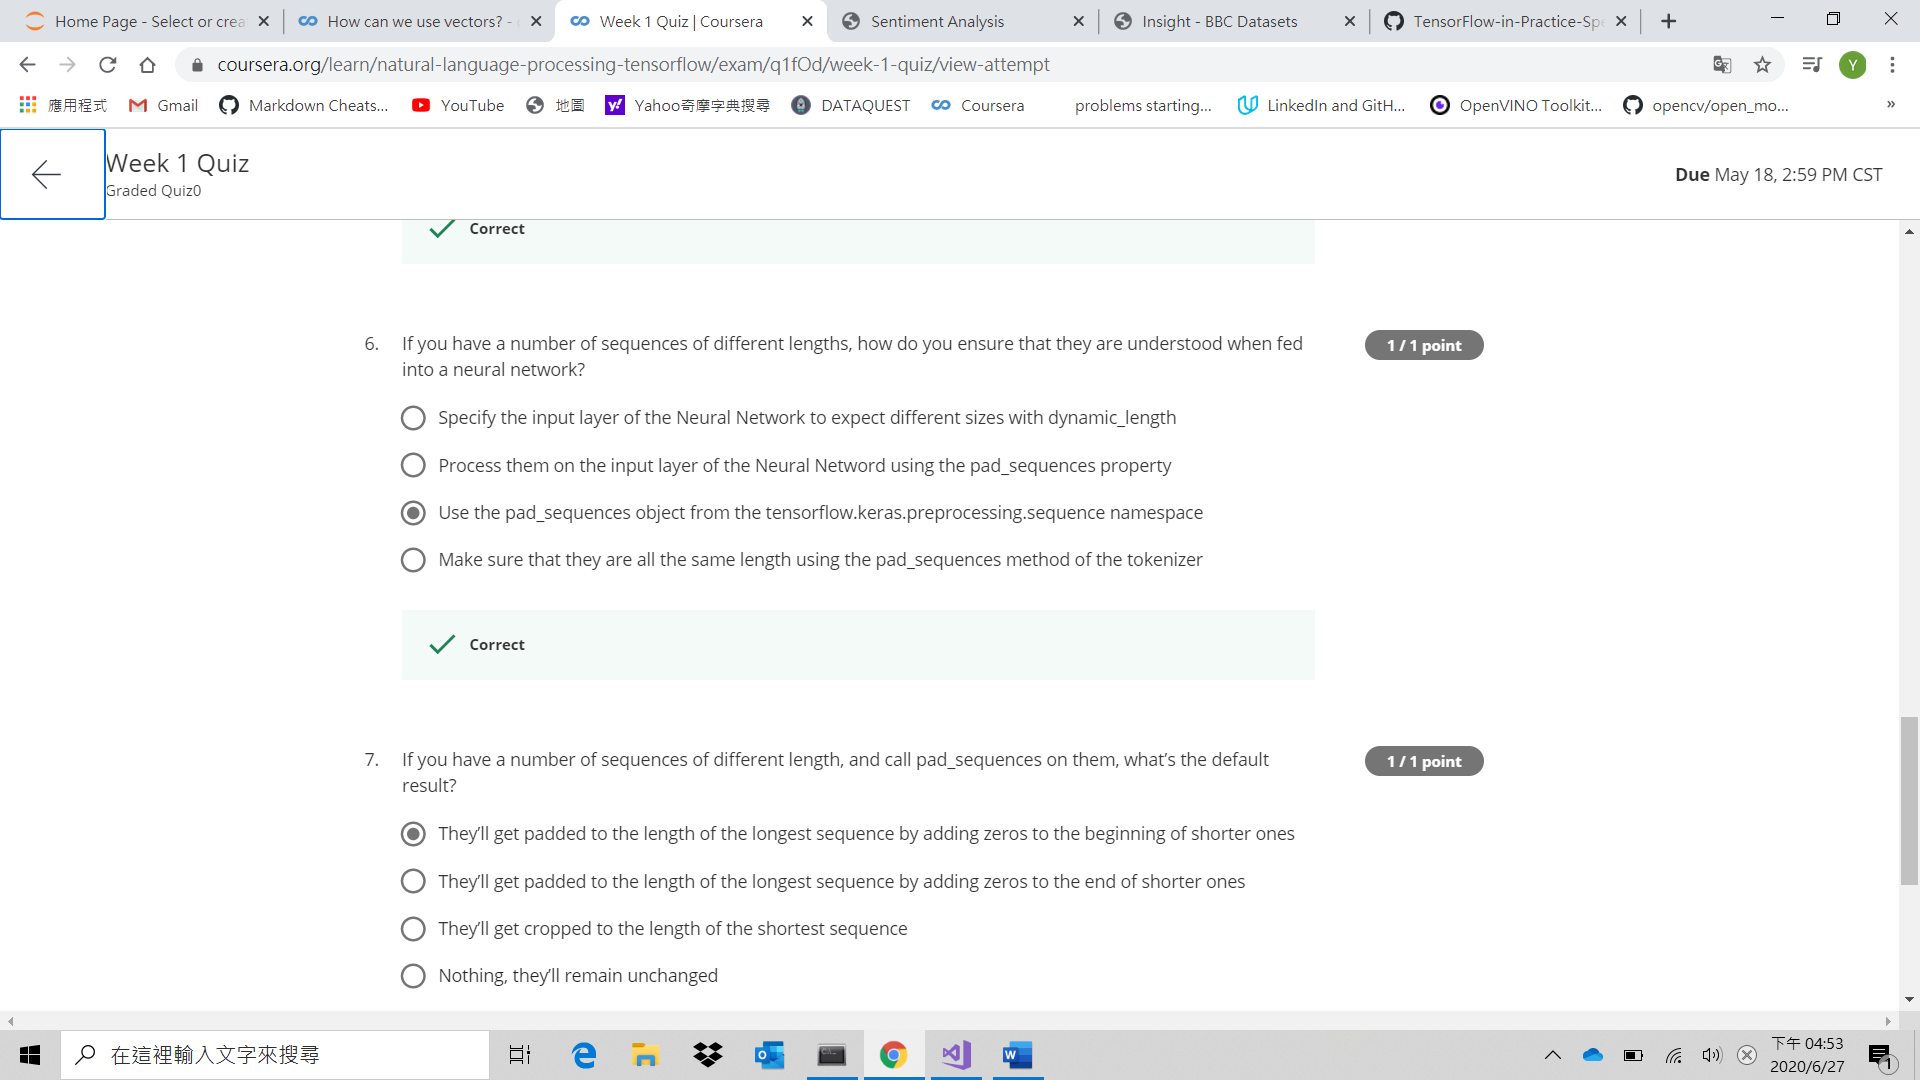 Home Page - Select or crea
How can we use vectors? -
Week 1 Quiz | Coursera
Sentiment Analysis
Insight - BBC Datasets
TensorFlow-in-Practice-Spe
coursera.org/learn/natural-language-processing-tensorflow/exam/q1fOd/week-1-quiz/view-attempt
Y
應用程式
Gmail
Markdown Cheats...
YouTube
地圖
Yahoo奇摩字典搜尋
DATAQUEST
Coursera
problems starting...
LinkedIn and GitH...
OpenVINO Toolkit...
opencv/open_mo...
»
Week 1 Quiz
Graded Quiz0
Due May 18, 2:59 PM CST
Correct
6. If you have a number of sequences of different lengths, how do you ensure that they are understood when fed
into a neural network?
1 / 1 point
Specify the input layer of the Neural Network to expect different sizes with dynamic_length
Process them on the input layer of the Neural Netword using the pad_sequences property
Use the pad_sequences object from the tensorflow.keras.preprocessing.sequence namespace
Make sure that they are all the same length using the pad_sequences method of the tokenizer
Correct
7. If you have a number of sequences of different length, and call pad_sequences on them, what’s the default
result?
1 / 1 point
They’ll get padded to the length of the longest sequence by adding zeros to the beginning of shorter ones
They’ll get padded to the length of the longest sequence by adding zeros to the end of shorter ones
They’ll get cropped to the length of the shortest sequence
Nothing, they’ll remain unchanged
在這裡輸入文字來搜尋
下午 04:53
2020/6/27
1